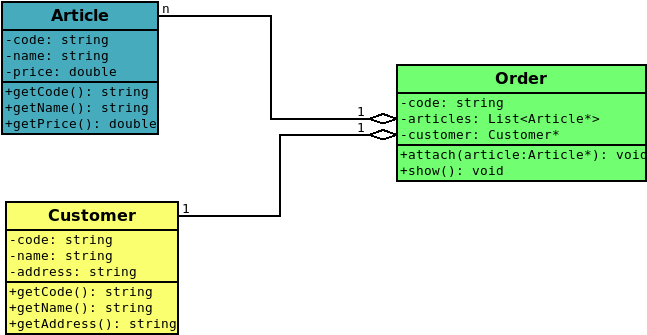 Article
-code: string
-name: string
-price: double
+getCode(): string
+getName(): string
+getPrice(): double
n
1
1
Order
-code: string
-articles: List<Article*>
-customer: Customer*
+attach(article:Article*): void
+show(): void
Customer
1
-code: string
-name: string
-address: string
+getCode(): string
+getName(): string
+getAddress(): string